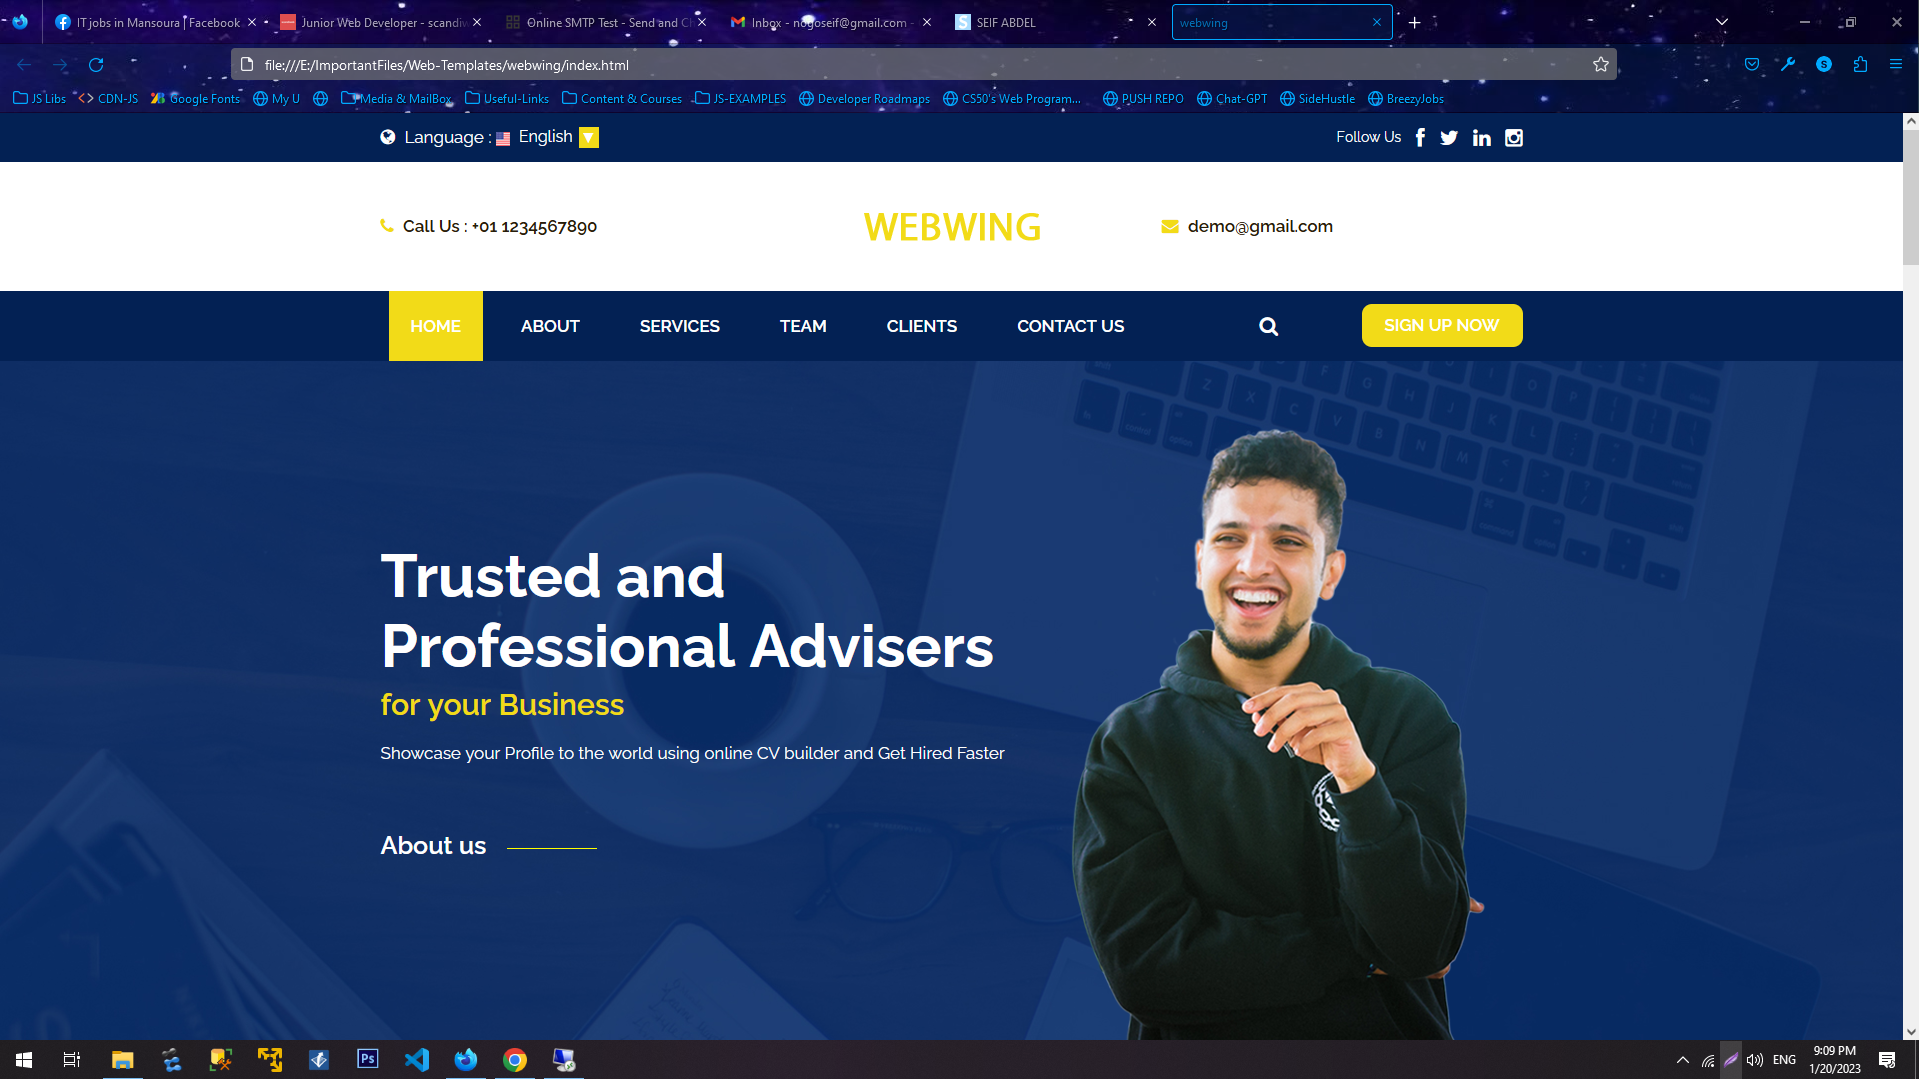 IT jobs in Mansoura | Facebook
Junior Web Developer - scandiw
Online SMTP Test - Send and Ch
Inbox - nogoseif@gmail.com -
SEIF ABDEL
webwing
file:///E:/ImportantFiles/Web-Templates/webwing/index.html
JS Libs
CDN-JS
Google Fonts
My U
Media & MailBox
Useful-Links
Content & Courses
JS-EXAMPLES
Developer Roadmaps
CS50's Web Program...
PUSH REPO
Chat-GPT
SideHustle
BreezyJobs
Language : English
Follow Us
Call Us : +01 1234567890
WEBWING
demo@gmail.com
HOME
ABOUT
SERVICES
TEAM
CLIENTS
CONTACT US
SIGN UP NOW
Trusted and
Professional Advisers
for your Business
Showcase your Profile to the world using online CV builder and Get Hired Faster
About us
ENG
9:09 PM
1/20/2023